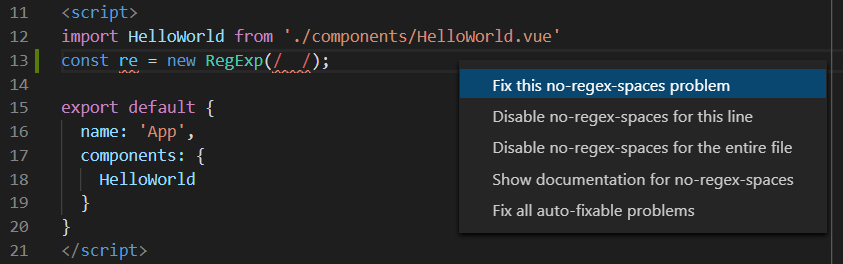 11 <script>
12 import HelloWorld from './components/HelloWorld.vue'
13 const re = new RegExp(/  /);
14
15 export default {
16   name: 'App',
17   components: {
18     HelloWorld
19   }
20 }
21 </script>
Fix this no-regex-spaces problem
Disable no-regex-spaces for this line
Disable no-regex-spaces for the entire file
Show documentation for no-regex-spaces
Fix all auto-fixable problems